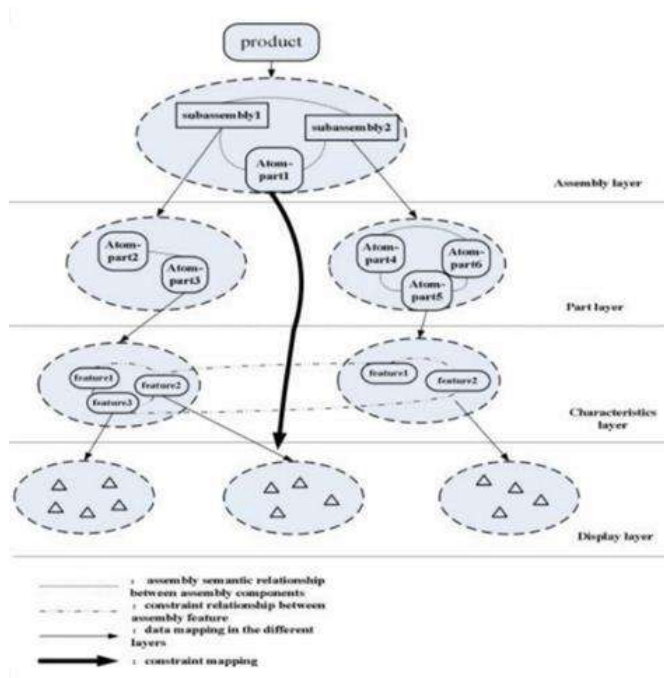 product
subassembly1
subassembly2
Atom-
part1
Assembly layer
Atom-
part2
Atom-
part3
Atom-
part4
Atom-
part6
Atom-
part5
Part layer
feature1
feature2
feature3
feature1
feature2
Characteristics
layer
Display layer
: assembly semantic relationship
between assembly components
: constraint relationship between
assembly feature
: data mapping in the different
layers
: constraint mapping